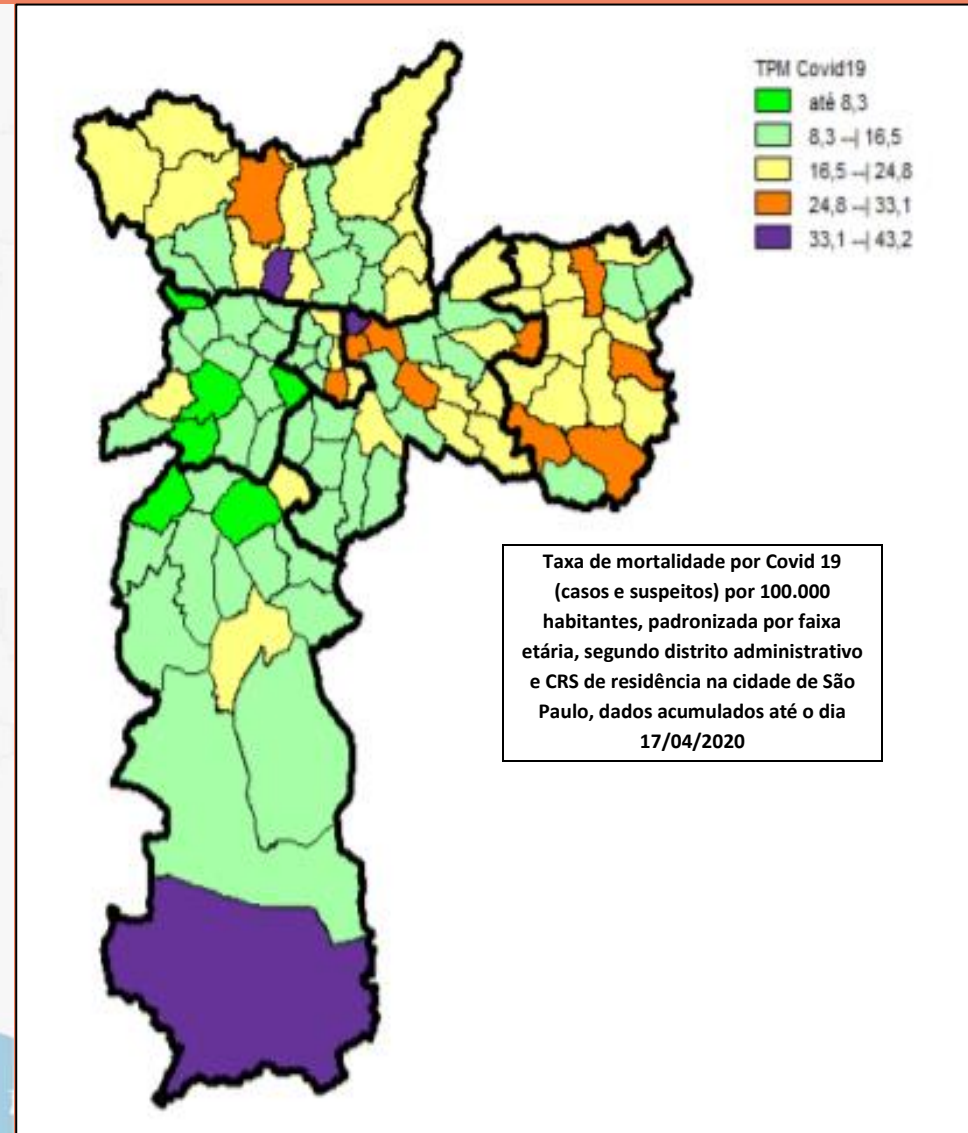 TPM Covid19
até 8,3
8,3 --| 16,5
16,5 --| 24,8
24,8 --| 33,1
33,1 --| 43,2
Taxa de mortalidade por Covid 19
(casos e suspeitos) por 100.000
habitantes, padronizada por faixa
etária, segundo distrito administrativo
e CRS de residência na cidade de São
Paulo, dados acumulados até o dia
17/04/2020